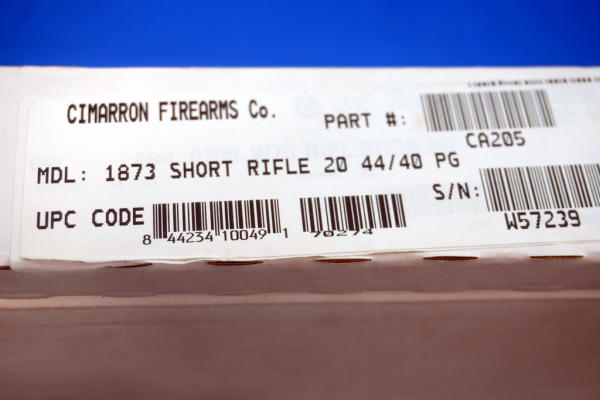 CIMARRON FIREARMS Co.
PART #:
CA205
MDL: 1873 SHORT RIFLE 20 44/40 PG
S/N:
W57239
UPC CODE
8 44234 10049 1